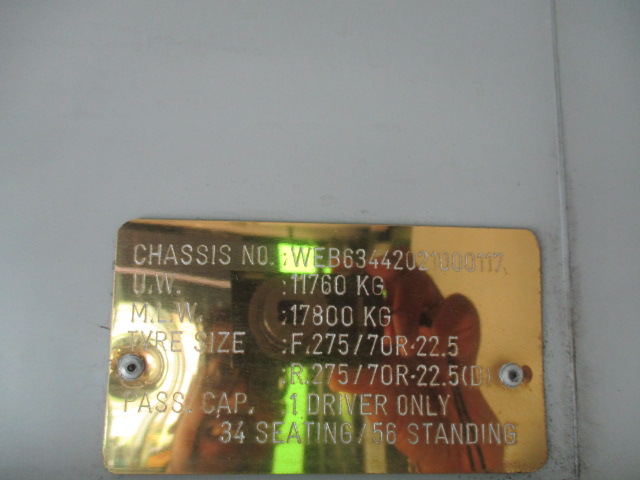 CHASSIS NO. :WEB63442021000117
U.W. :11760 KG
M.L.W. :17800 KG
TYRE SIZE :F.275/70R-22.5
:R.275/70R-22.5(D)
PASS. CAP. : 1 DRIVER ONLY
34 SEATING/56 STANDING